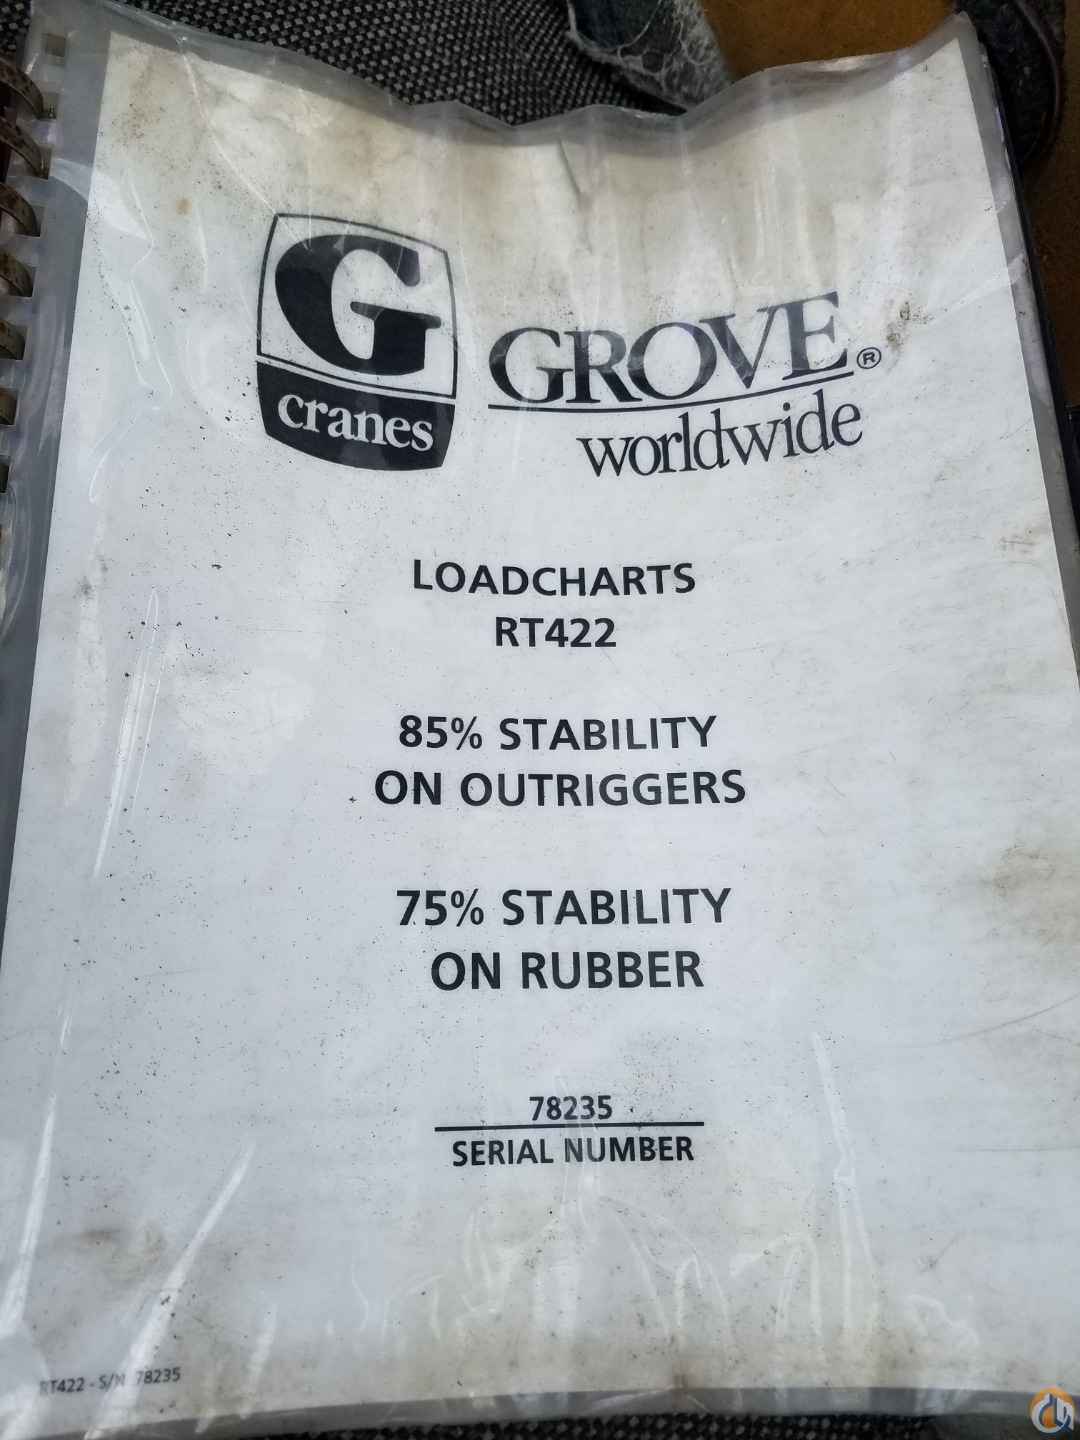 G
cranes
GROVE®
worldwide
LOADCHARTS
RT422
85% STABILITY
ON OUTRIGGERS
75% STABILITY
ON RUBBER
78235
SERIAL NUMBER
RT422 - S/N 78235